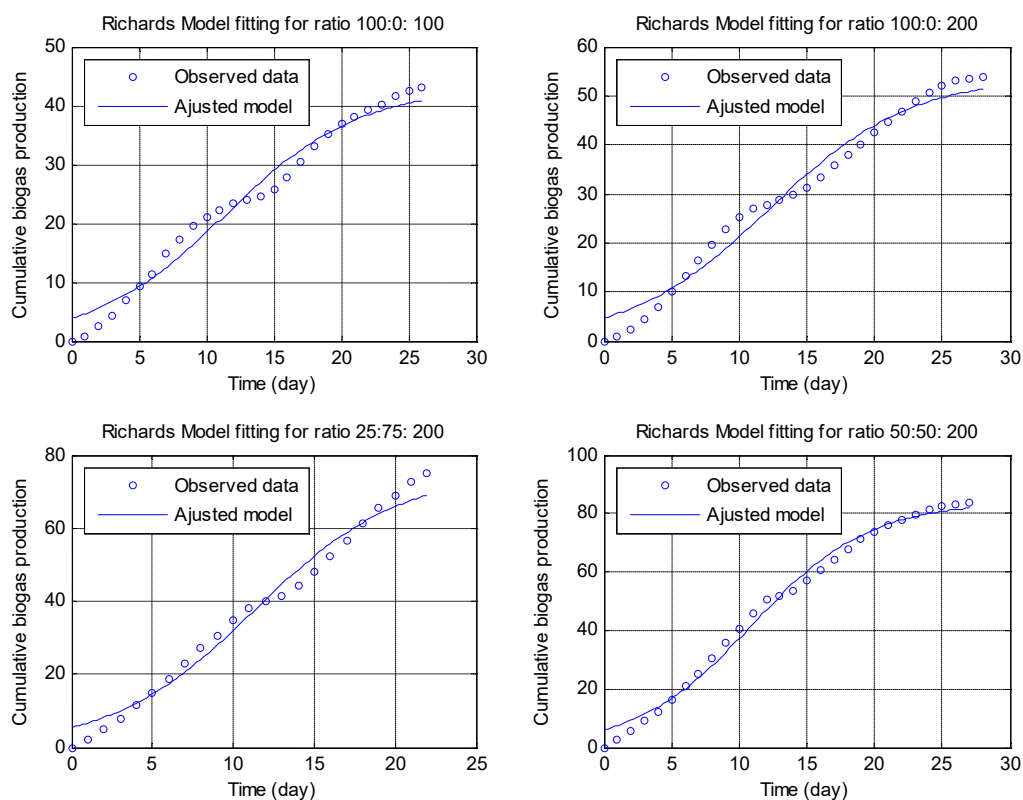 Richards Model fitting for ratio 100:0: 100
50
40
30
20
10
0
Cumulative biogas production
Observed data
Ajusted model
0 5 10 15 20 25 30
Time (day)
Richards Model fitting for ratio 100:0: 200
60
50
40
30
20
10
0
Cumulative biogas production
Observed data
Ajusted model
0 5 10 15 20 25 30
Time (day)
Richards Model fitting for ratio 25:75: 200
80
60
40
20
0
Cumulative biogas production
Observed data
Ajusted model
0 5 10 15 20 25
Time (day)
Richards Model fitting for ratio 50:50: 200
100
80
60
40
20
0
Cumulative biogas production
Observed data
Ajusted model
0 5 10 15 20 25 30
Time (day)